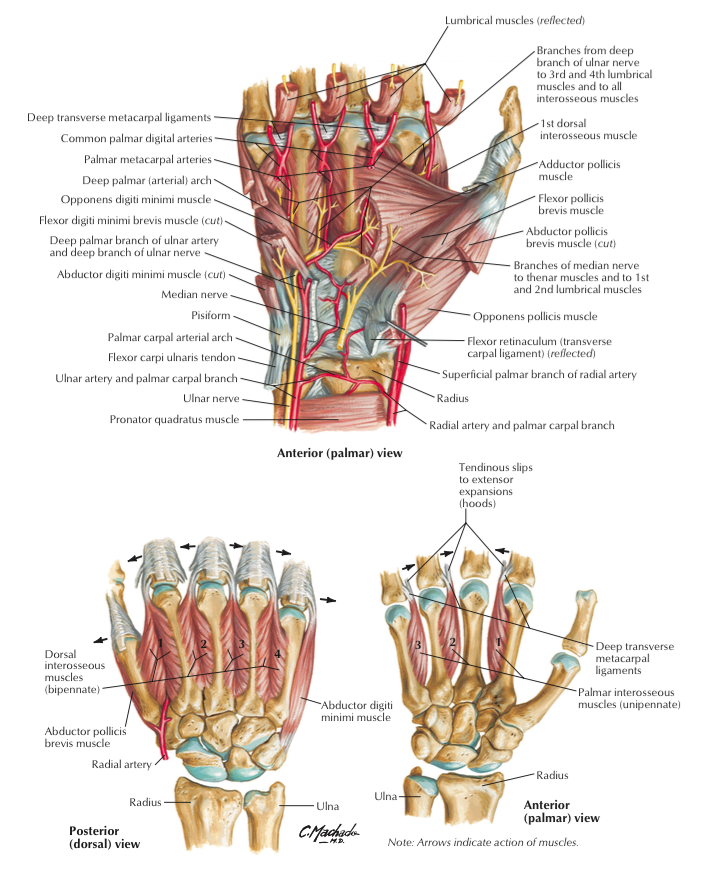 Lumbrical muscles (reflected)
Branches from deep
branch of ulnar nerve
to 3rd and 4th lumbrical
muscles and to all
interosseous muscles
1st dorsal
interosseous muscle
Adductor pollicis
muscle
Flexor pollicis
brevis muscle
Abductor pollicis
brevis muscle (cut)
Branches of median nerve
to thenar muscles and to 1st
and 2nd lumbrical muscles
Opponens pollicis muscle
Flexor retinaculum (transverse
carpal ligament) (reflected)
Superficial palmar branch of radial artery
Radius
Radial artery and palmar carpal branch
Deep transverse metacarpal ligaments
Common palmar digital arteries
Palmar metacarpal arteries
Deep palmar (arterial) arch
Opponens digiti minimi muscle
Flexor digiti minimi brevis muscle (cut)
Deep palmar branch of ulnar artery
and deep branch of ulnar nerve
Abductor digiti minimi muscle (cut)
Median nerve
Pisiform
Palmar carpal arterial arch
Flexor carpi ulnaris tendon
Ulnar artery and palmar carpal branch
Ulnar nerve
Pronator quadratus muscle
Anterior (palmar) view
1
2
3
4
Dorsal
interosseous
muscles
(bipennate)
Abductor pollicis
brevis muscle
Radial artery
Radius
Abductor digiti
minimi muscle
Ulna
Posterior
(dorsal) view
C. Machado
M.D.
Tendinous slips
to extensor
expansions
(hoods)
3
2
1
Deep transverse
metacarpal
ligaments
Palmar interosseous
muscles (unipennate)
Radius
Ulna
Anterior
(palmar) view
Note: Arrows indicate action of muscles.